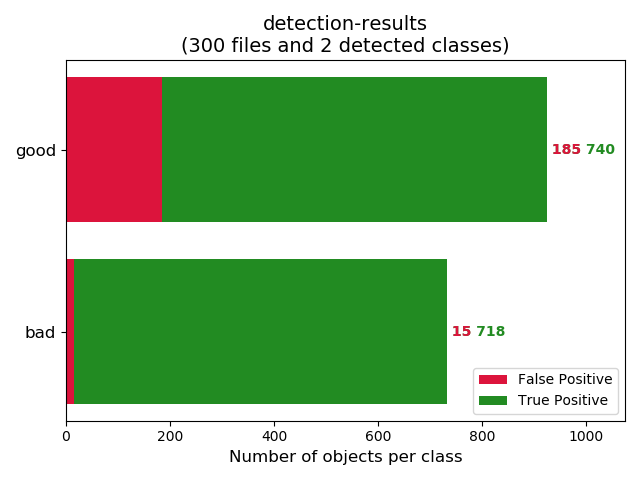 detection-results
(300 files and 2 detected classes)
good
185 740
bad
15 718
False Positive
True Positive
0 200 400 600 800 1000
Number of objects per class